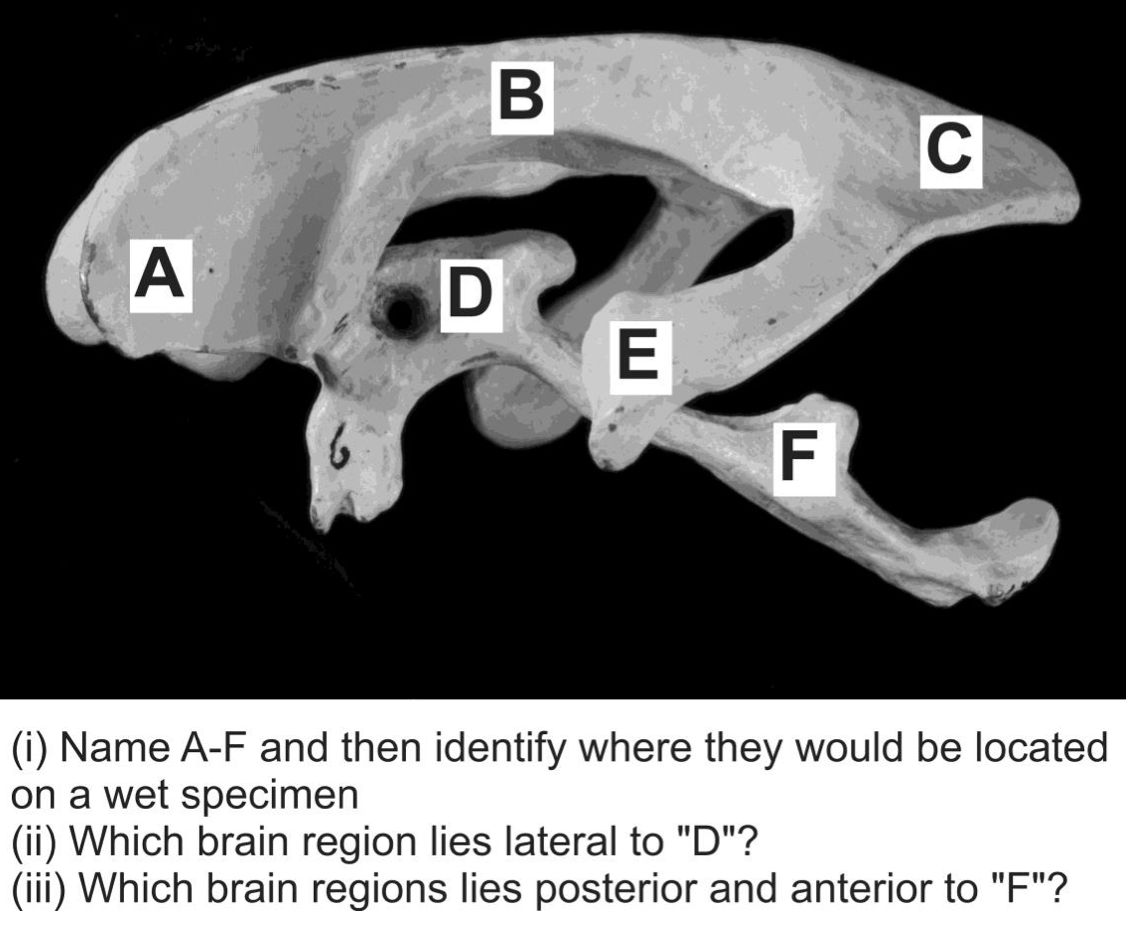 B
C
A
D
E
F
(i) Name A-F and then identify where they would be located
on a wet specimen
(ii) Which brain region lies lateral to "D"?
(iii) Which brain regions lies posterior and anterior to "F"?